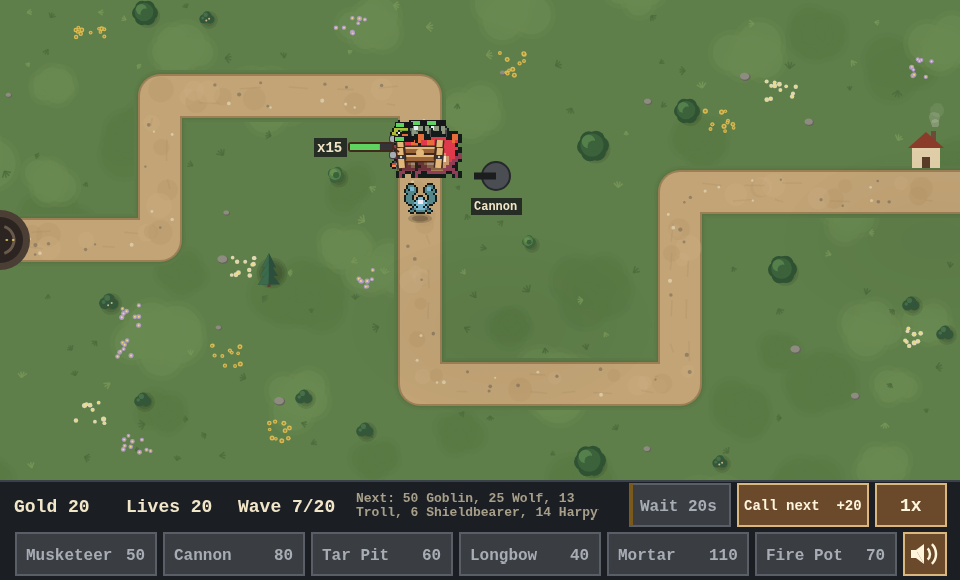 x15
Cannon
Gold 20 Lives 20 Wave 7/20
Next: 50 Goblin, 25 Wolf, 13
Troll, 6 Shieldbearer, 14 Harpy
Wait 20s
Call next +20
1x
Musketeer 50
Cannon 80
Tar Pit 60
Longbow 40
Mortar 110
Fire Pot 70